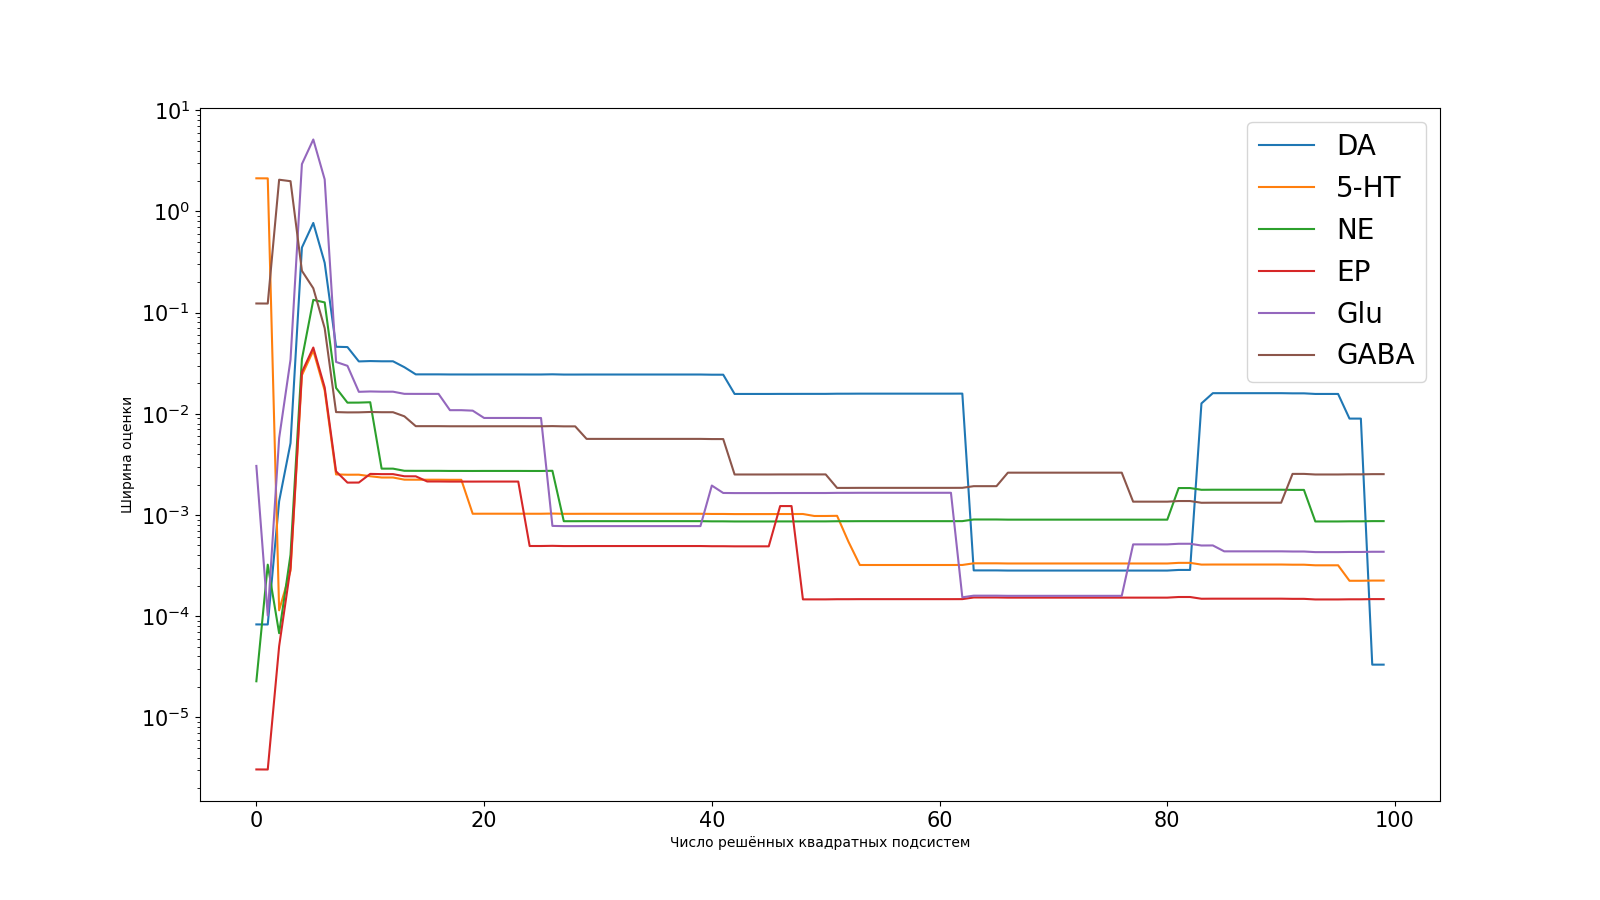 10¹
10⁰
10⁻¹
10⁻²
10⁻³
10⁻⁴
10⁻⁵
Ширина оценки
0 20 40 60 80 100
Число решённых квадратных подсистем
DA
5-HT
NE
EP
Glu
GABA